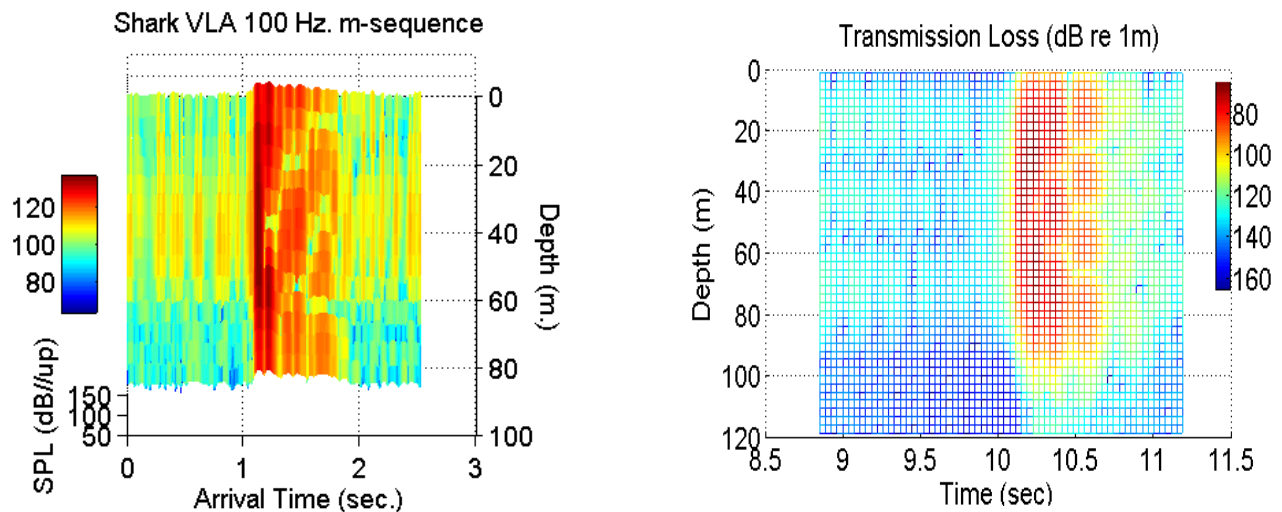 Shark VLA 100 Hz. m-sequence
0
20
40
60
80
100
Depth (m.)
120
100
80
150
100
50
SPL (dB//up)
0 1 2 3
Arrival Time (sec.)
Transmission Loss (dB re 1m)
0
20
40
60
80
100
120
Depth (m)
8.5 9 9.5 10 10.5 11 11.5
Time (sec)
80
100
120
140
160